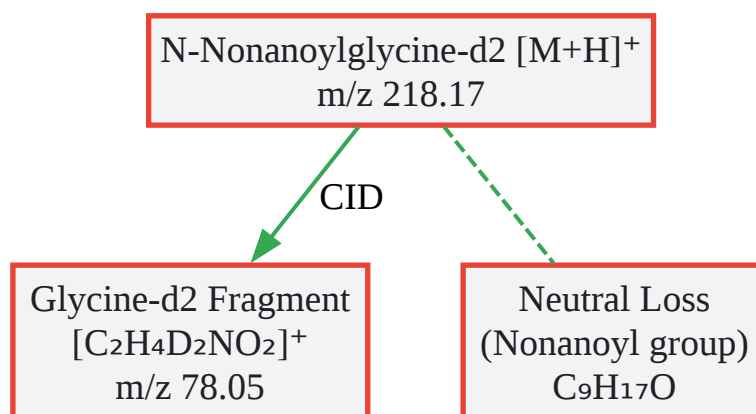 N-Nonanoylglycine-d2 [M+H]⁺
m/z 218.17
CID
Glycine-d2 Fragment
[C₂H₄D₂NO₂]⁺
m/z 78.05
Neutral Loss
(Nonanoyl group)
C₉H₁₇O